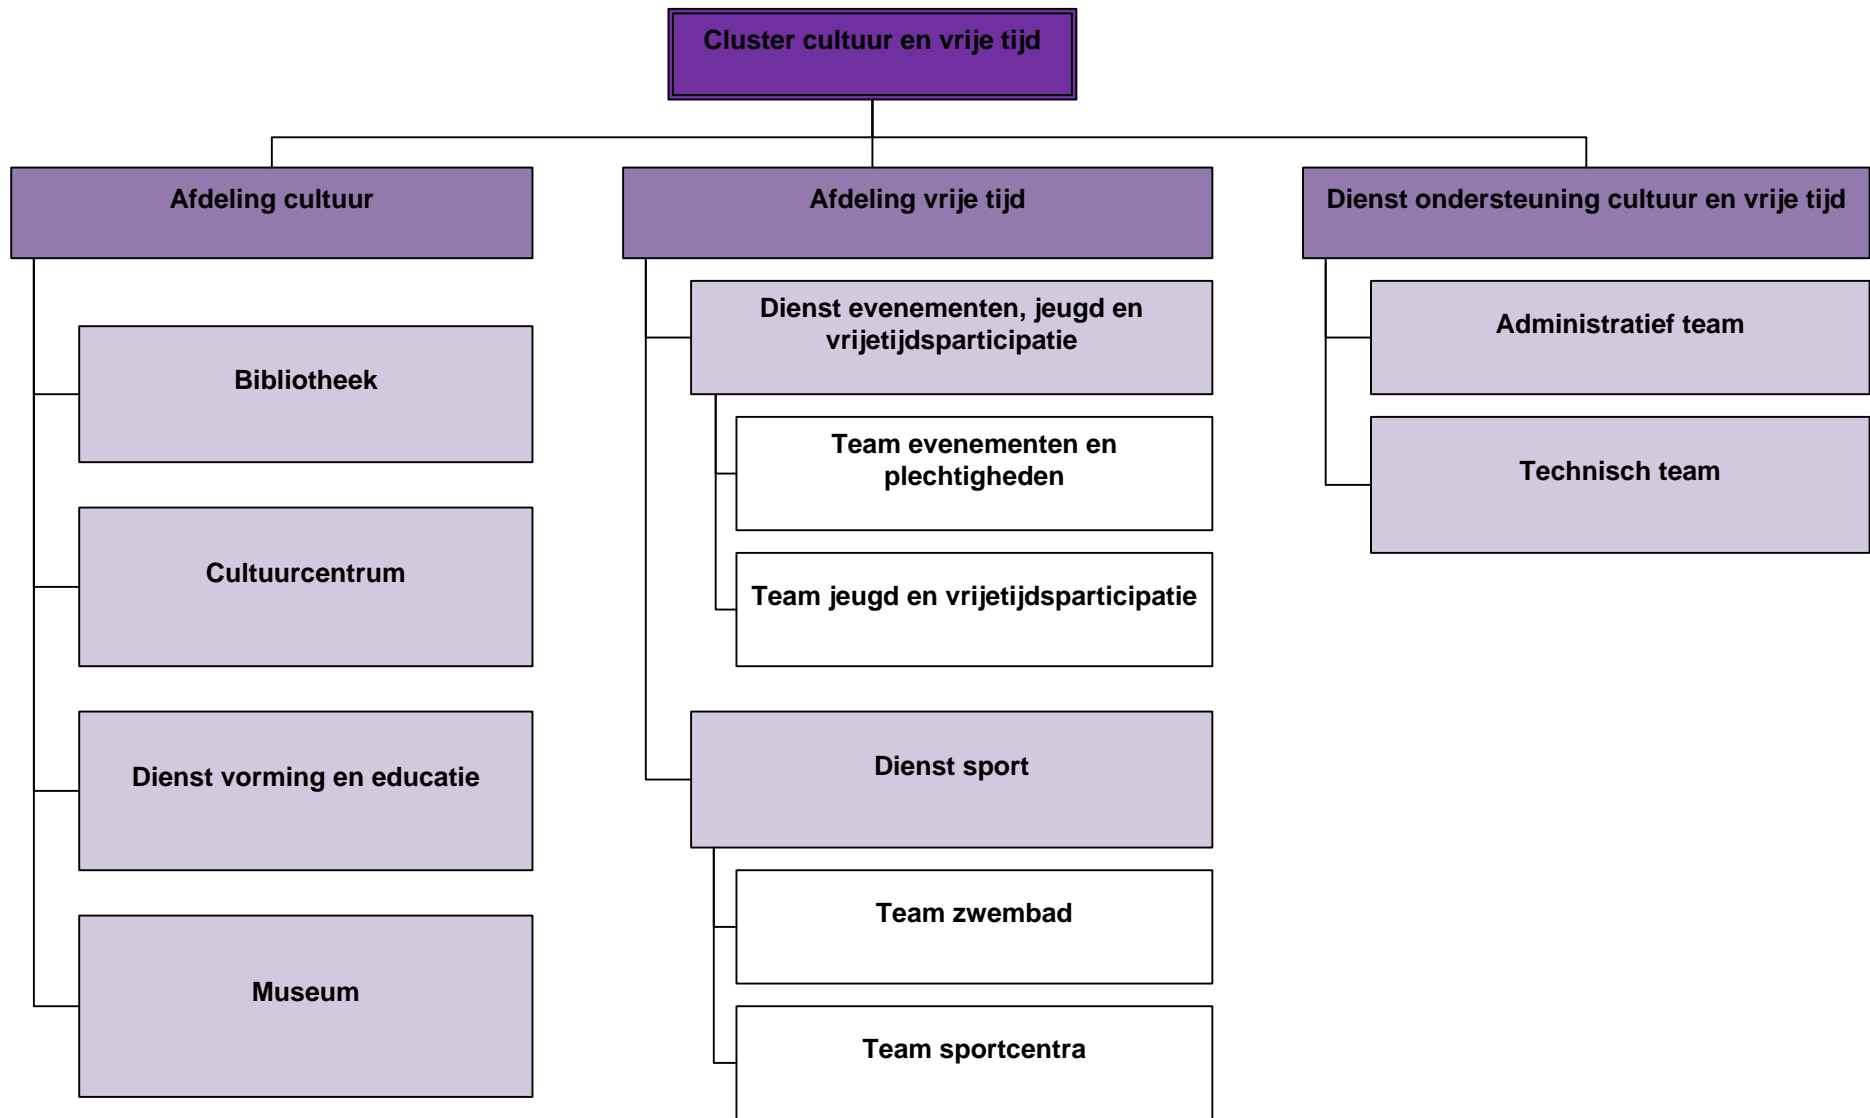 Cluster cultuur en vrije tijd
Afdeling cultuur
Bibliotheek
Cultuurcentrum
Dienst vorming en educatie
Museum
Afdeling vrije tijd
Dienst evenementen, jeugd en
vrijetijdsparticipatie
Team evenementen en
plechtigheden
Team jeugd en vrijetijdsparticipatie
Dienst sport
Team zwembad
Team sportcentra
Dienst ondersteuning cultuur en vrije tijd
Administratief team
Technisch team